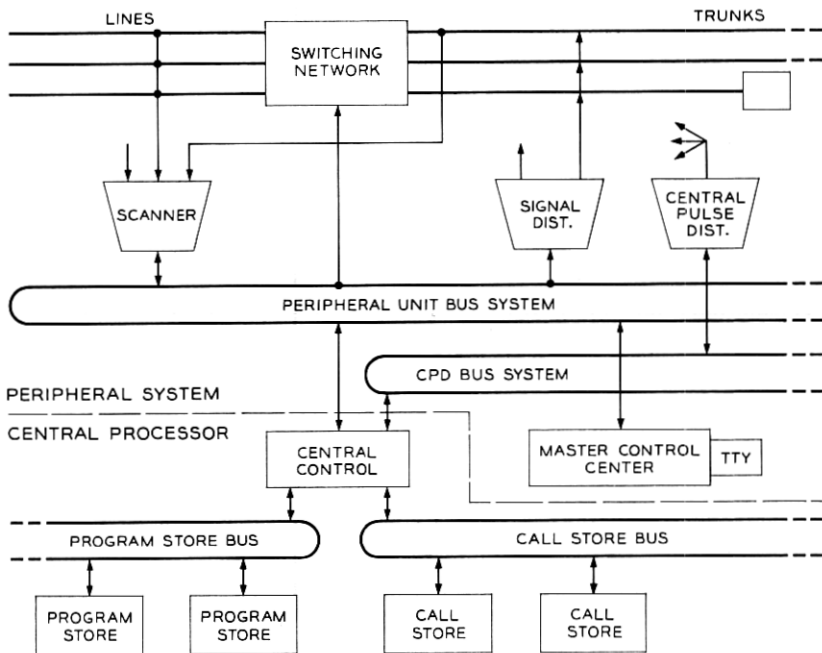 LINES
TRUNKS
SWITCHING
NETWORK
SCANNER
SIGNAL
DIST.
CENTRAL
PULSE
DIST.
PERIPHERAL UNIT BUS SYSTEM
CPD BUS SYSTEM
PERIPHERAL SYSTEM
CENTRAL PROCESSOR
CENTRAL
CONTROL
MASTER CONTROL
CENTER
TTY
PROGRAM STORE BUS
CALL STORE BUS
PROGRAM
STORE
PROGRAM
STORE
CALL
STORE
CALL
STORE